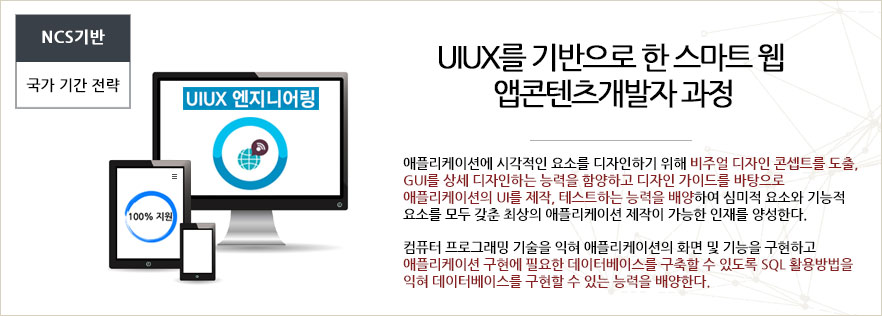 NCS기반
국가 기간 전략
UIUX 엔지니어링
100% 지원
UIUX를 기반으로 한 스마트 웹
앱콘텐츠개발자 과정
애플리케이션에 시각적인 요소를 디자인하기 위해 비주얼 디자인 콘셉트를 도출,
GUI를 상세 디자인하는 능력을 함양하고 디자인 가이드를 바탕으로
애플리케이션의 UI를 제작, 테스트하는 능력을 배양하여 심미적 요소와 기능적
요소를 모두 갖춘 최상의 애플리케이션 제작이 가능한 인재를 양성한다.
컴퓨터 프로그래밍 기술을 익혀 애플리케이션의 화면 및 기능을 구현하고
애플리케이션 구현에 필요한 데이터베이스를 구축할 수 있도록 SQL 활용방법을
익혀 데이터베이스를 구현할 수 있는 능력을 배양한다.